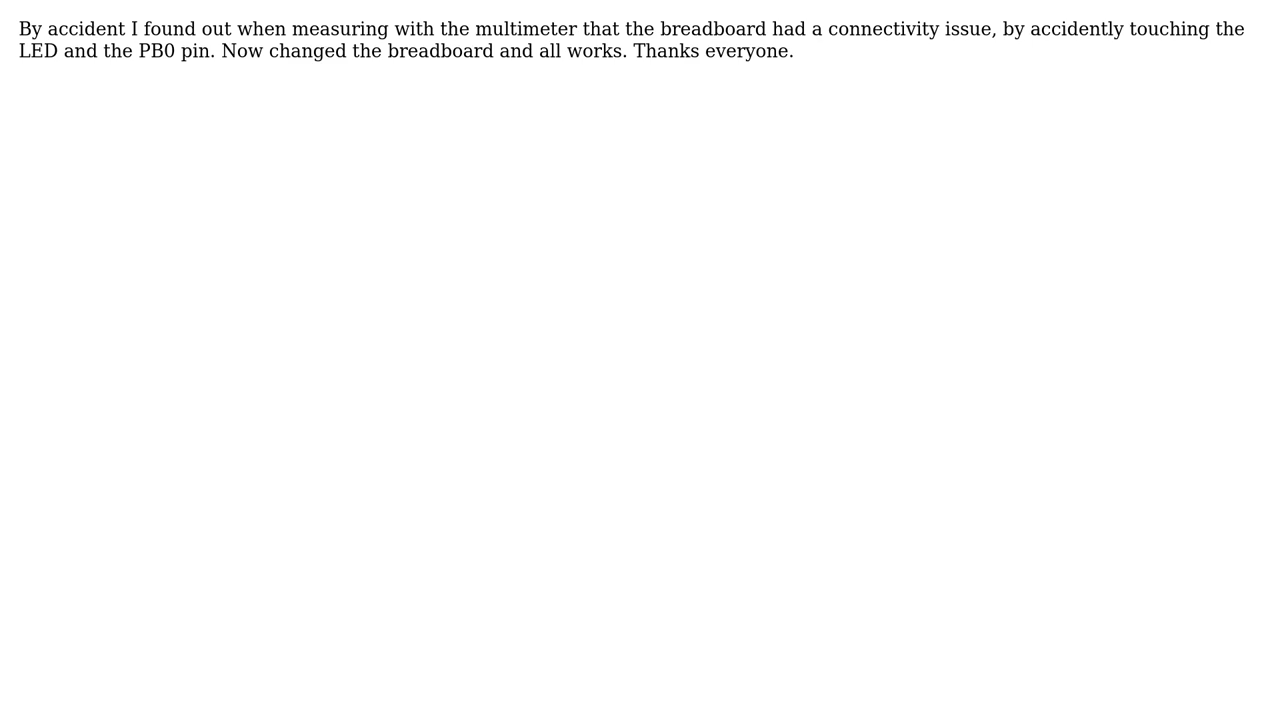 By accident I found out when measuring with the multimeter that the breadboard had a connectivity issue, by accidently touching the
LED and the PB0 pin. Now changed the breadboard and all works. Thanks everyone.